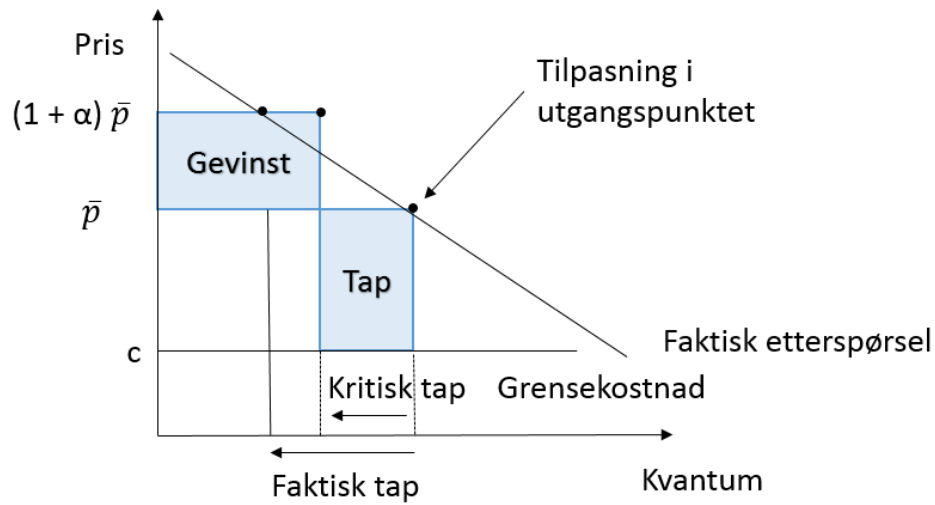 Pris
Tilpasning i
utgangspunktet
(1 + α) p̄
Gevinst
p̄
Tap
c
Faktisk etterspørsel
Kritisk tap
Grensekostnad
Faktisk tap
Kvantum